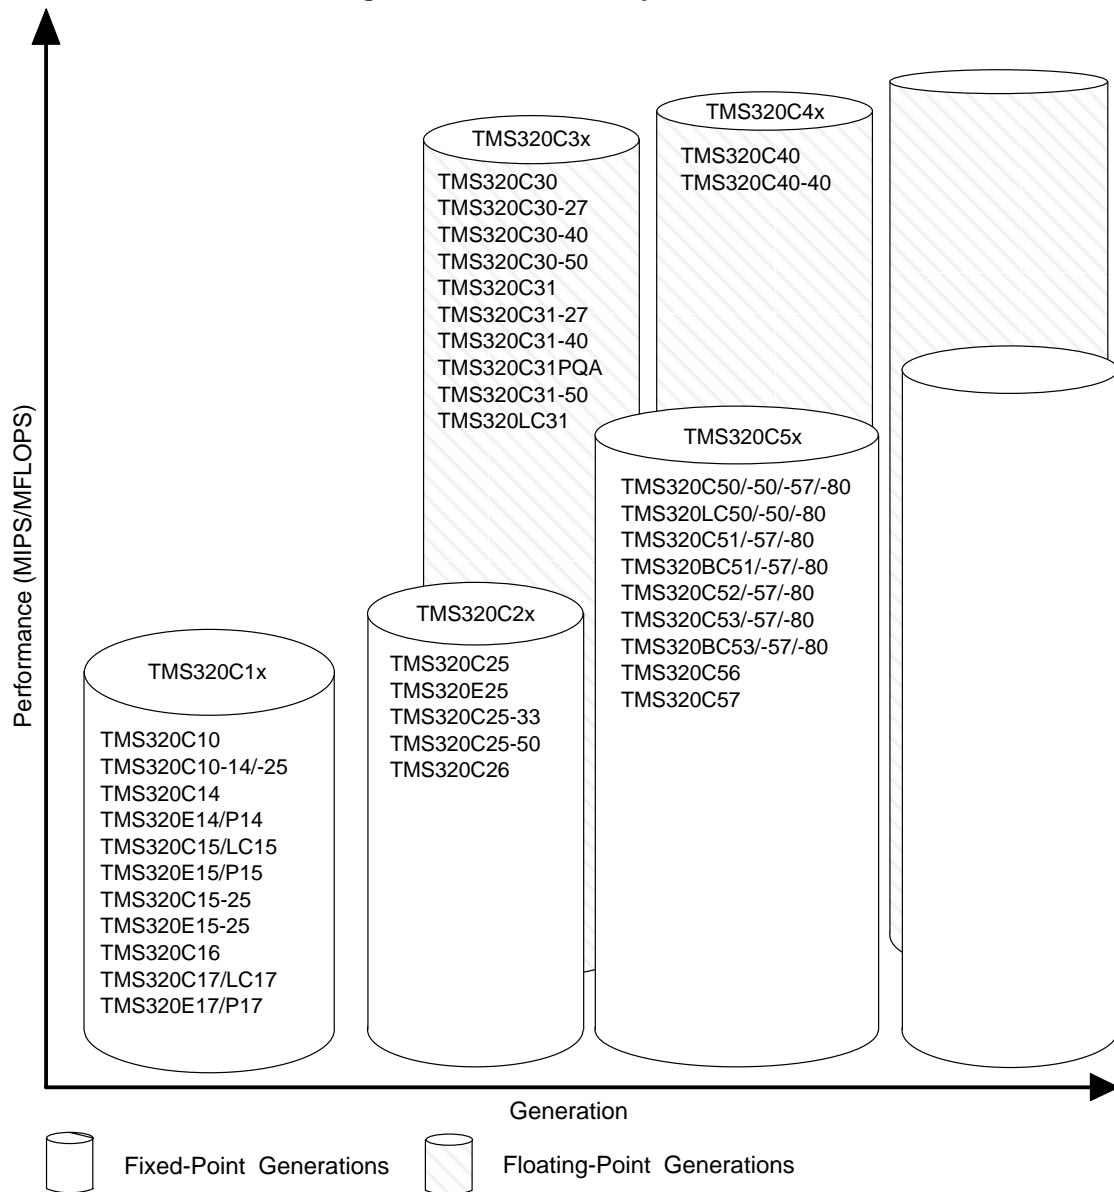 TMS320C4x
TMS320C40
TMS320C40-40
TMS320C3x
TMS320C30
TMS320C30-27
TMS320C30-40
TMS320C30-50
TMS320C31
TMS320C31-27
TMS320C31-40
TMS320C31PQA
TMS320C31-50
TMS320LC31
TMS320C5x
TMS320C50/-50/-57/-80
TMS320LC50/-50/-80
TMS320C51/-57/-80
TMS320BC51/-57/-80
TMS320C52/-57/-80
TMS320C53/-57/-80
TMS320BC53/-57/-80
TMS320C56
TMS320C57
TMS320C2x
TMS320C25
TMS320E25
TMS320C25-33
TMS320C25-50
TMS320C26
TMS320C1x
TMS320C10
TMS320C10-14/-25
TMS320C14
TMS320E14/P14
TMS320C15/LC15
TMS320E15/P15
TMS320C15-25
TMS320E15-25
TMS320C16
TMS320C17/LC17
TMS320E17/P17
Performance (MIPS/MFLOPS)
Generation
Fixed-Point Generations
Floating-Point Generations